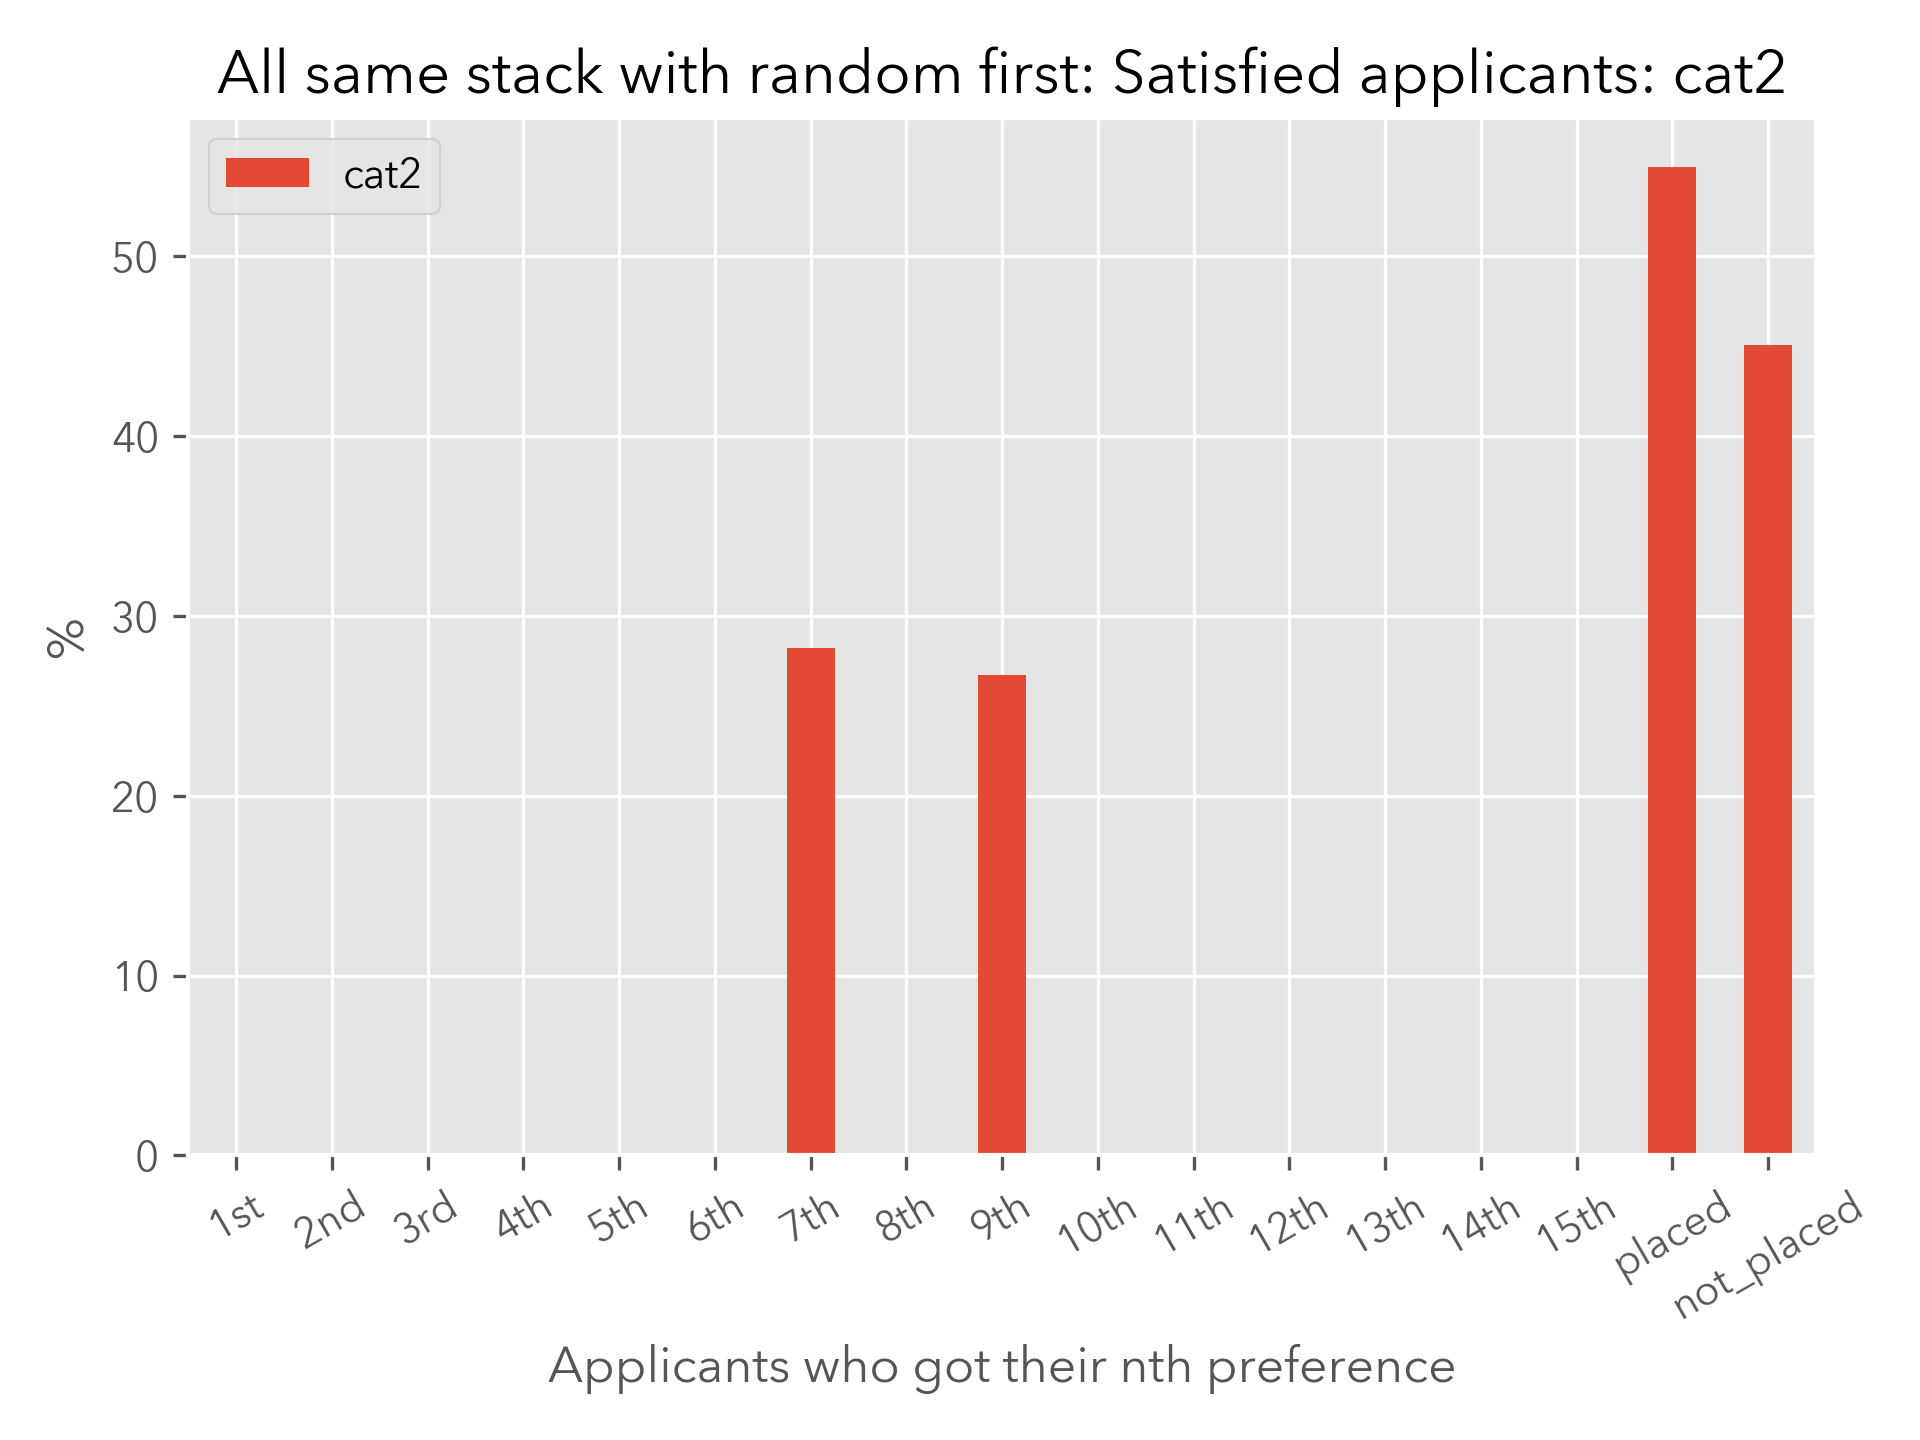 All same stack with random first: Satisfied applicants: cat2
cat2
%
50
40
30
20
10
0
1st
2nd
3rd
4th
5th
6th
7th
8th
9th
10th
11th
12th
13th
14th
15th
placed
not_placed
Applicants who got their nth preference